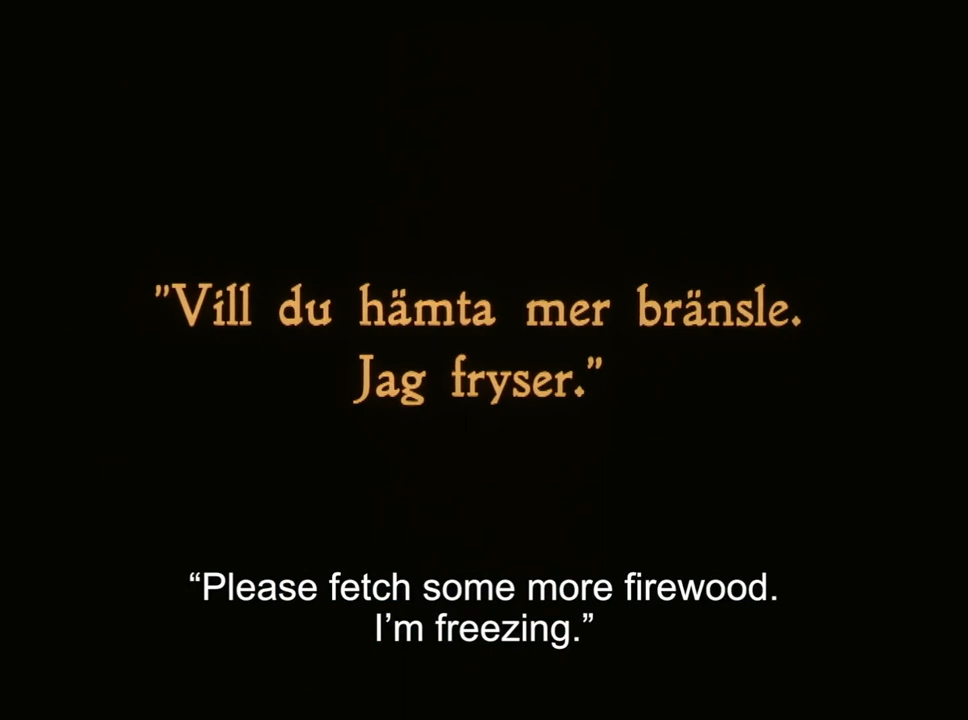 "Vill du hämta mer bränsle.
Jag fryser."
“Please fetch some more firewood.
I’m freezing.”